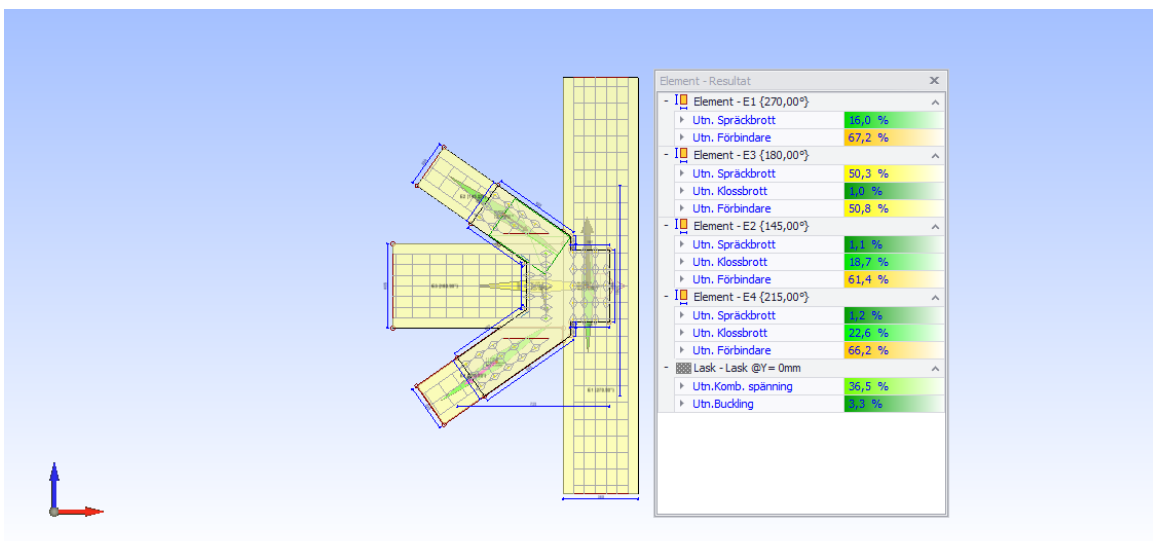 Element - Resultat
Element - E1 {270,00°}
Utn. Spräckbrott 16,0 %
Utn. Förbindare 67,2 %
Element - E3 {180,00°}
Utn. Spräckbrott 50,3 %
Utn. Klossbrott 1,0 %
Utn. Förbindare 50,8 %
Element - E2 {145,00°}
Utn. Spräckbrott 1,1 %
Utn. Klossbrott 18,7 %
Utn. Förbindare 61,4 %
Element - E4 {215,00°}
Utn. Spräckbrott 1,2 %
Utn. Klossbrott 22,6 %
Utn. Förbindare 66,2 %
Lask - Lask @Y= 0mm
Utn.Komb. spänning 36,5 %
Utn.Buckling 3,3 %